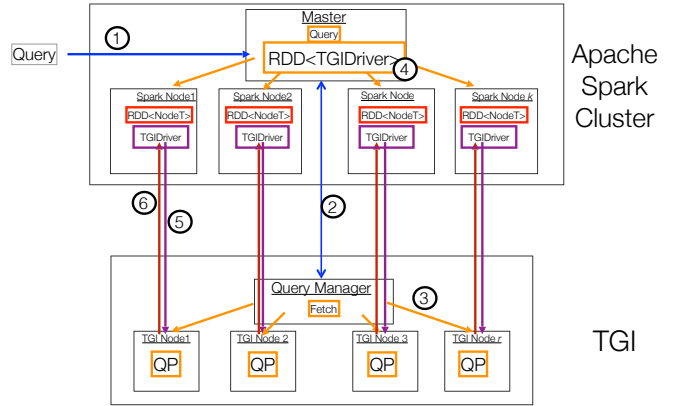 Master
Query
1
Query
RDD<TGIDriver>
4
Apache
Spark
Cluster
Spark Node1
Spark Node2
Spark Node
Spark Node k
RDD<NodeT>
RDD<NodeT>
RDD<NodeT>
RDD<NodeT>
TGIDriver
TGIDriver
TGIDriver
TGIDriver
6
5
2
Query Manager
Fetch
3
TGI Node1
TGI Node 2
TGI Node 3
TGI Node r
QP
QP
QP
QP
TGI